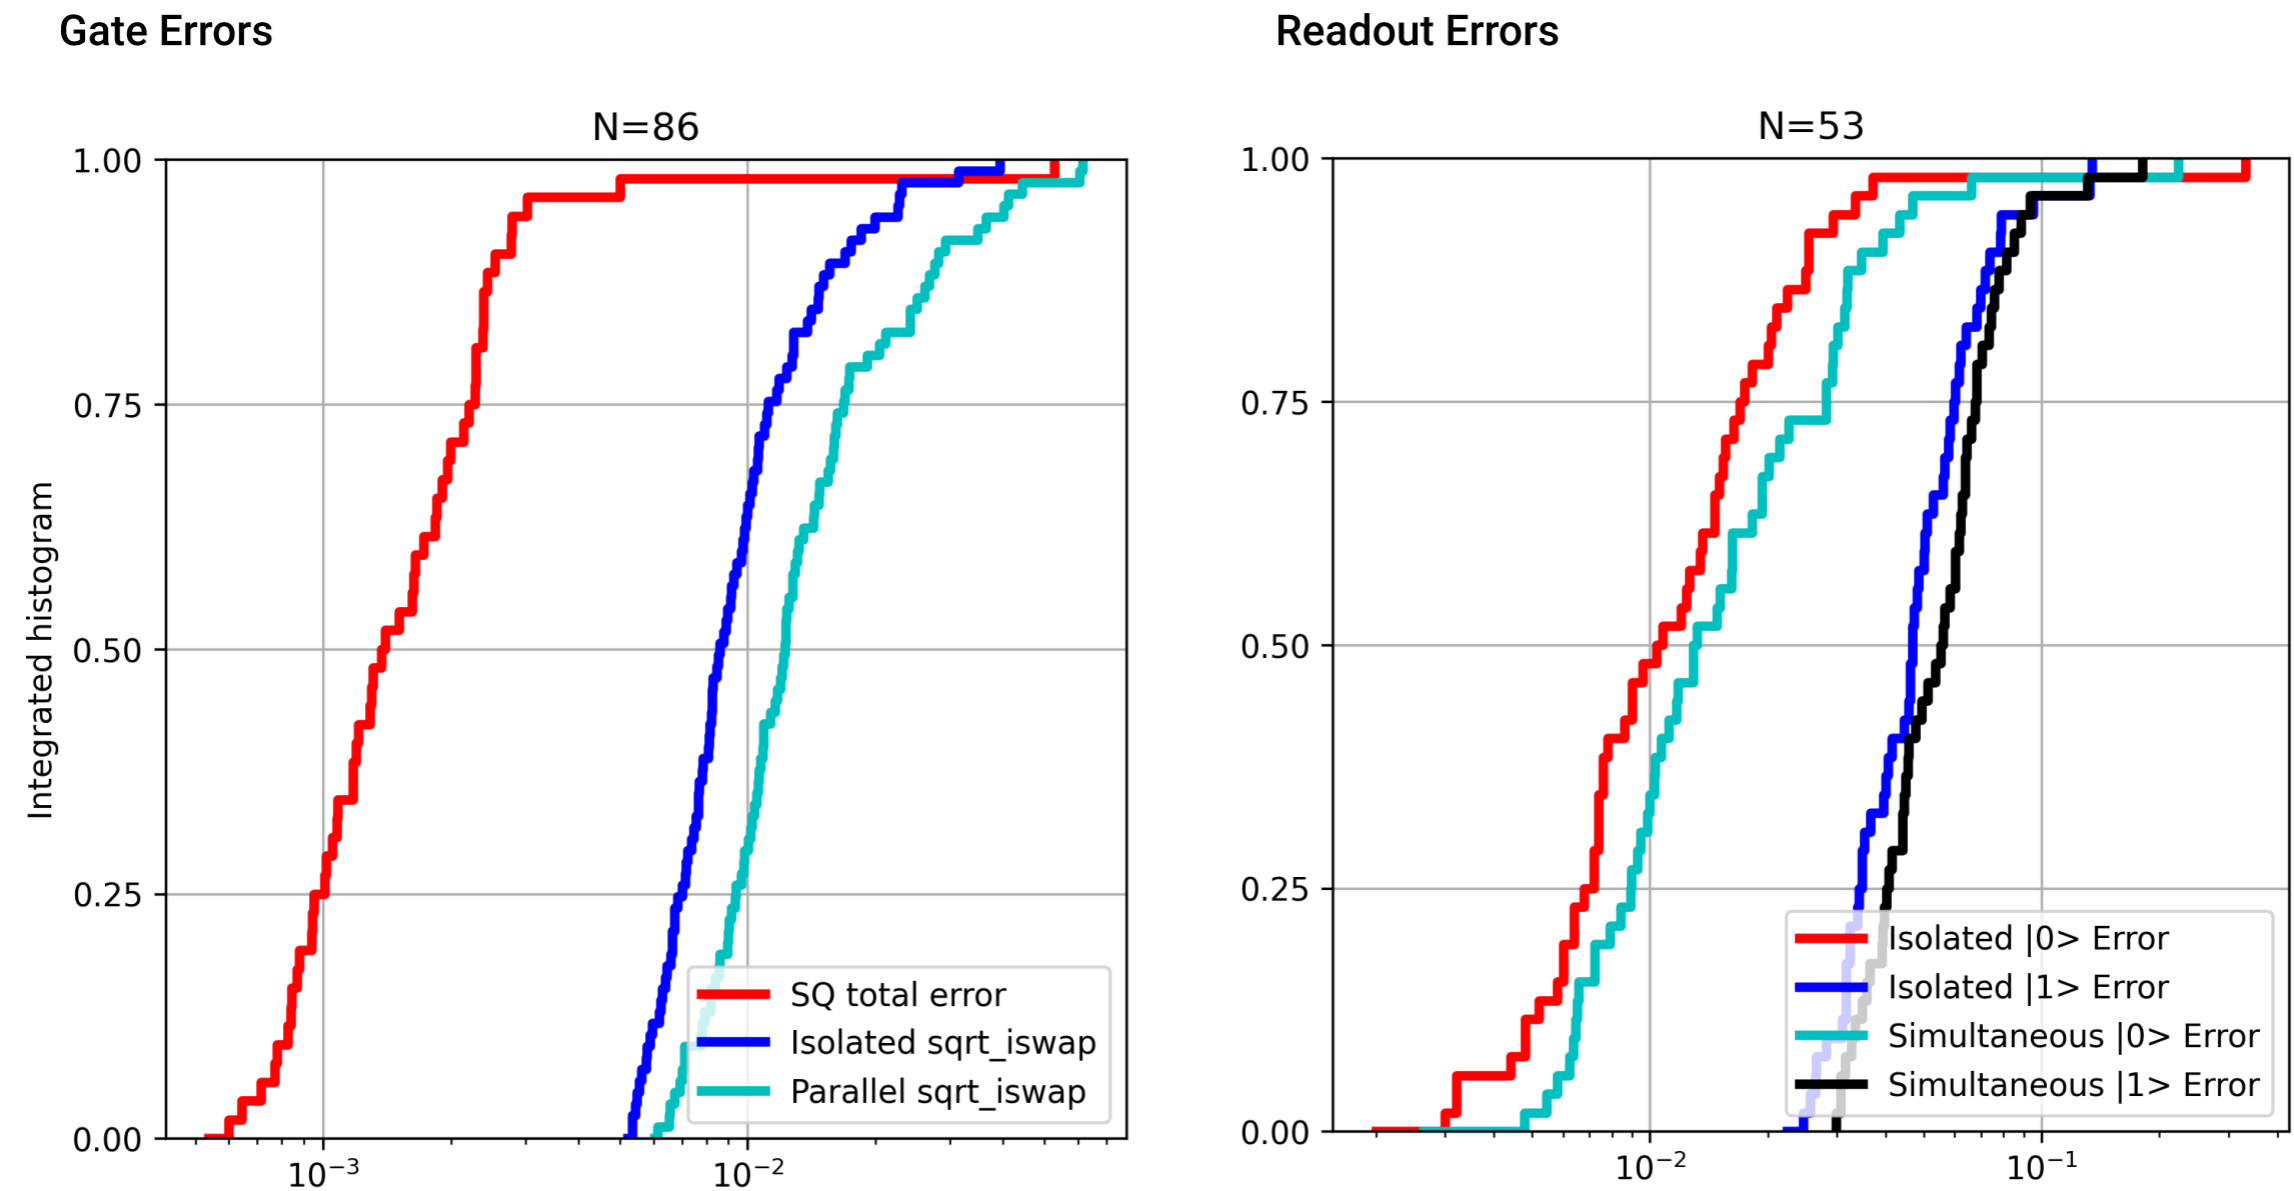 Gate Errors
N=86
1.00
0.75
0.50
0.25
0.00
Integrated histogram
10⁻³
10⁻²
SQ total error
Isolated sqrt_iswap
Parallel sqrt_iswap
Readout Errors
N=53
1.00
0.75
0.50
0.25
0.00
10⁻²
10⁻¹
Isolated |0> Error
Isolated |1> Error
Simultaneous |0> Error
Simultaneous |1> Error